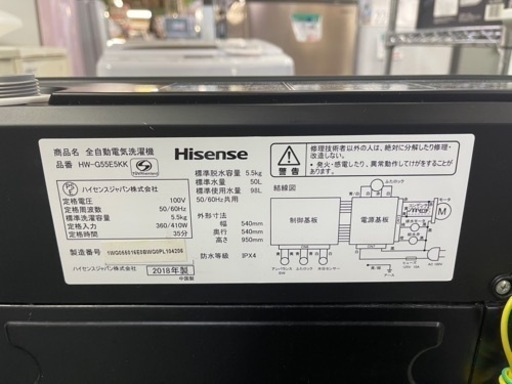 商品名 全自動電気洗濯機
品番 HW-G55E5KK
ハイセンスジャパン株式会社
定格電圧 100V
定格周波数 50/60Hz
標準洗濯容量 5.5kg
定格入力 360/410W
定格時間 35分
製造番号
ハイセンスジャパン株式会社 2018年製
中国製
Hisense
標準脱水容量 5.5kg
標準水量 50L
標準使用水量 98L
50/60Hz共用
外形寸法
幅 540mm
奥行 540mm
高さ 950mm
防水等級 IPX4
警告
修理技術者以外の人は、絶対に分解したり修理・改造しない。
・発火・感電したり、異常動作してけがをすることがあります。
結線図
制御基板
電源基板
M